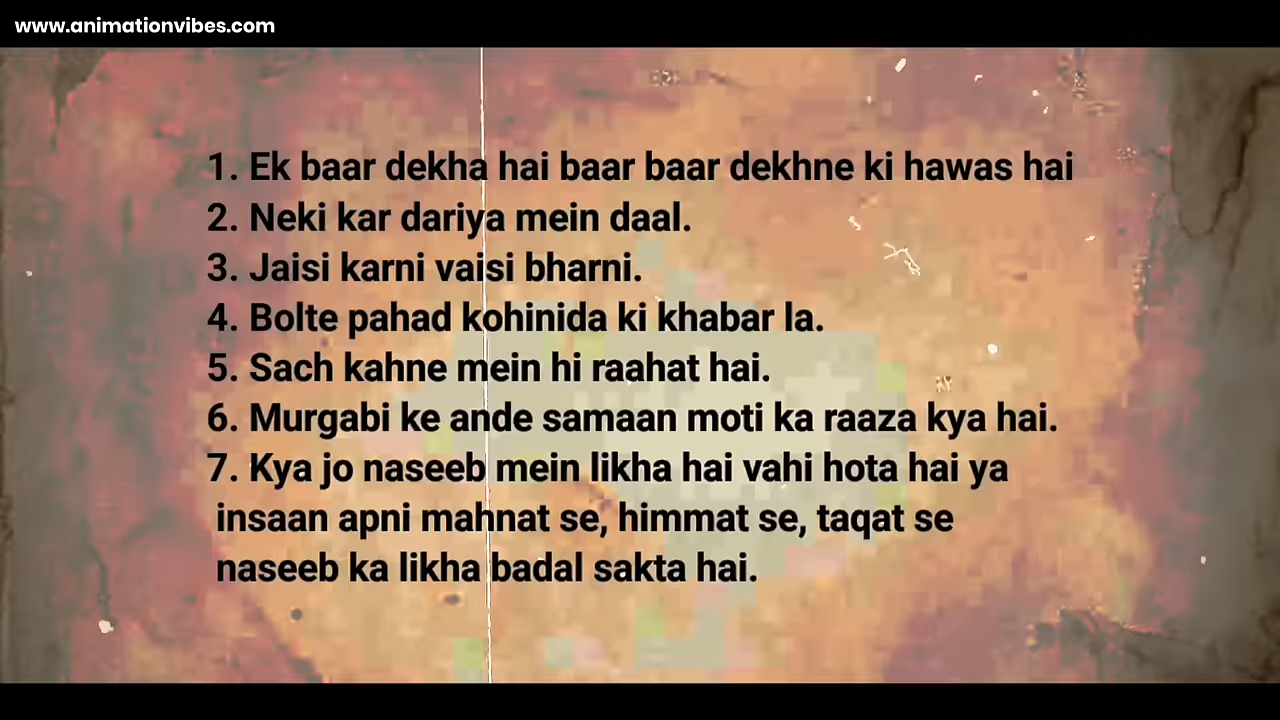 www.animationvibes.com
1. Ek baar dekha hai baar baar dekhne ki hawas hai
2. Neki kar dariya mein daal.
3. Jaisi karni vaisi bharni.
4. Bolte pahad kohinida ki khabar la.
5. Sach kahne mein hi raahat hai.
6. Murgabi ke ande samaan moti ka raaza kya hai.
7. Kya jo naseeb mein likha hai vahi hota hai ya
insaan apni mahnat se, himmat se, taqat se
naseeb ka likha badal sakta hai.